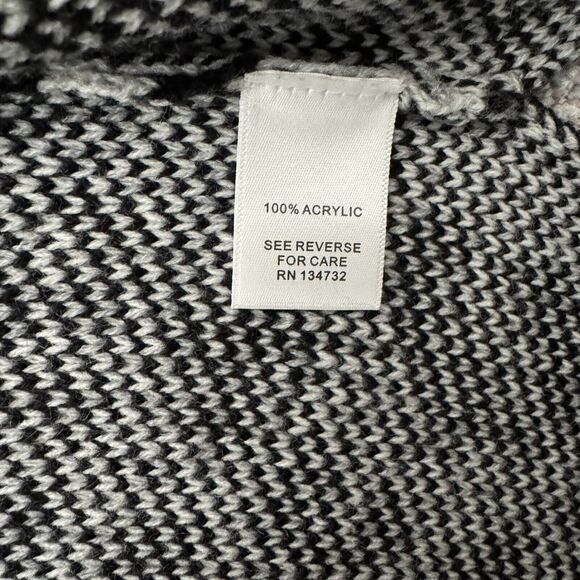 100% ACRYLIC
SEE REVERSE
FOR CARE
RN 134732